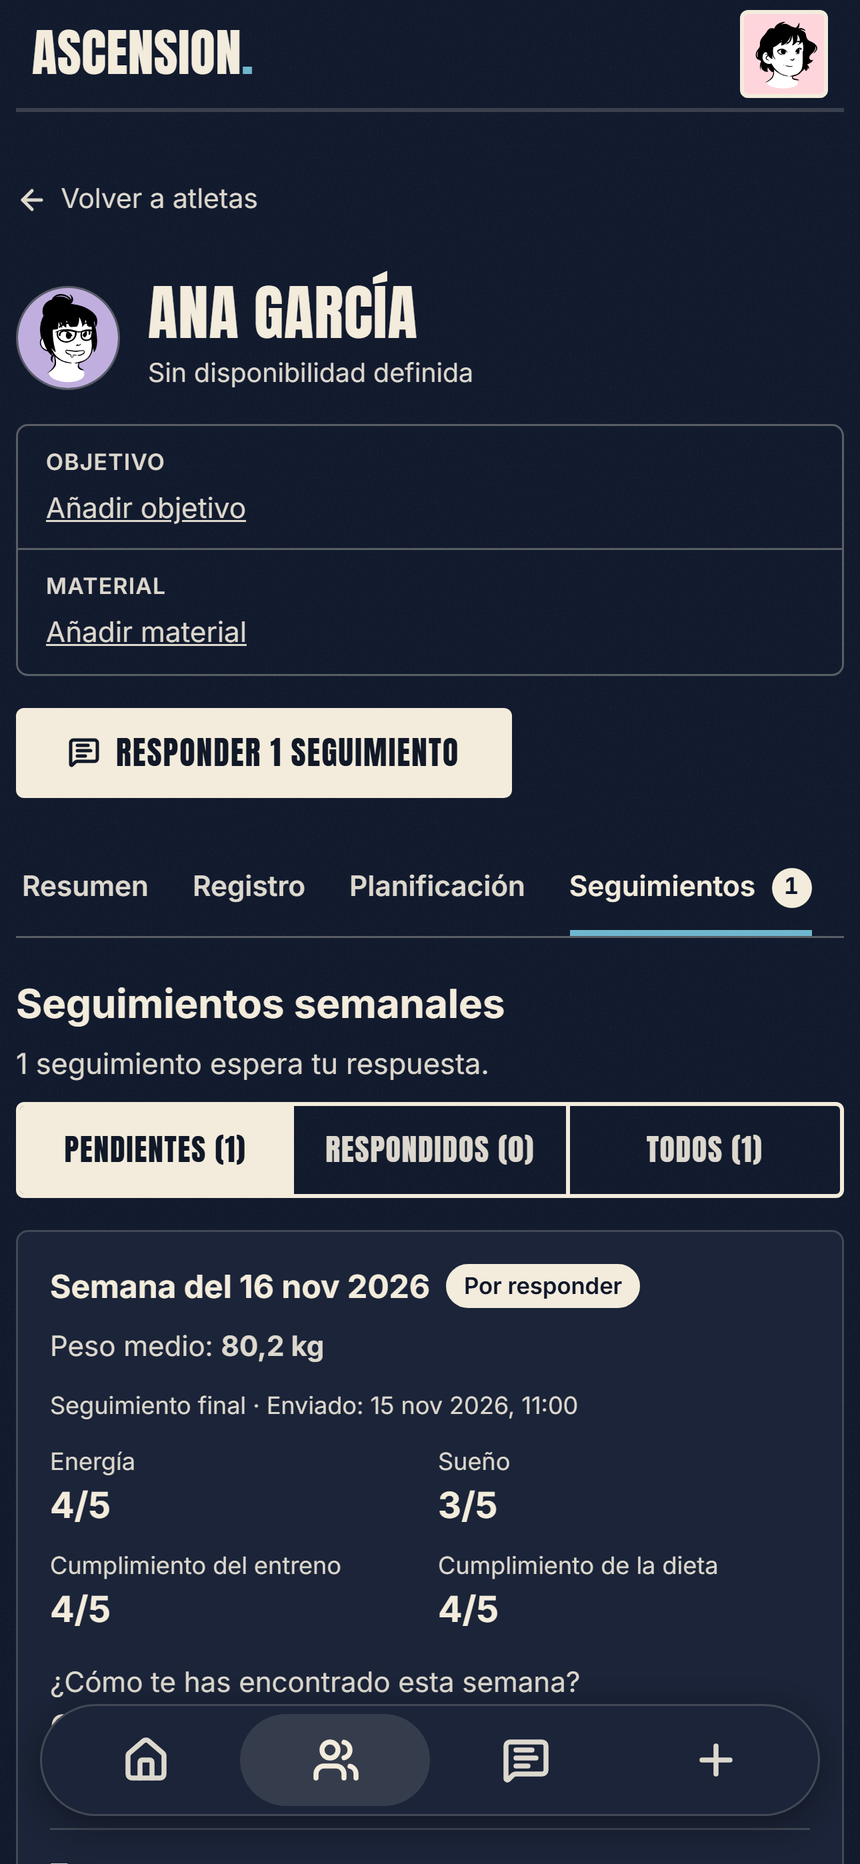 ASCENSION.
Volver a atletas
ANA GARCÍA
Sin disponibilidad definida
OBJETIVO
Añadir objetivo
MATERIAL
Añadir material
RESPONDER 1 SEGUIMIENTO
Resumen Registro Planificación Seguimientos 1
Seguimientos semanales
1 seguimiento espera tu respuesta.
PENDIENTES (1) RESPONDIDOS (0) TODOS (1)
Semana del 16 nov 2026 Por responder
Peso medio: 80,2 kg
Seguimiento final · Enviado: 15 nov 2026, 11:00
Energía Sueño
4/5 3/5
Cumplimiento del entreno Cumplimiento de la dieta
4/5 4/5
¿Cómo te has encontrado esta semana?